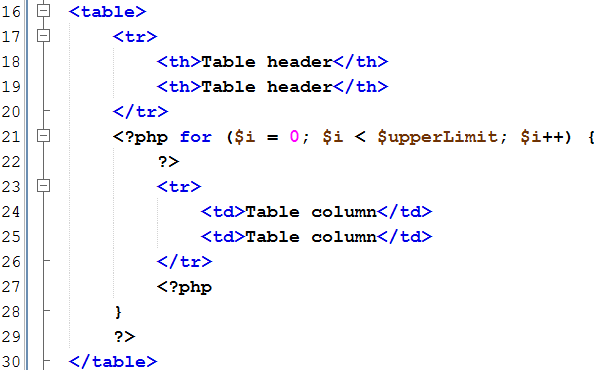 16 <table>
17 <tr>
18 <th>Table header</th>
19 <th>Table header</th>
20 </tr>
21 <?php for ($i = 0; $i < $upperLimit; $i++) {
22 ?>
23 <tr>
24 <td>Table column</td>
25 <td>Table column</td>
26 </tr>
27 <?php
28 }
29 ?>
30 </table>